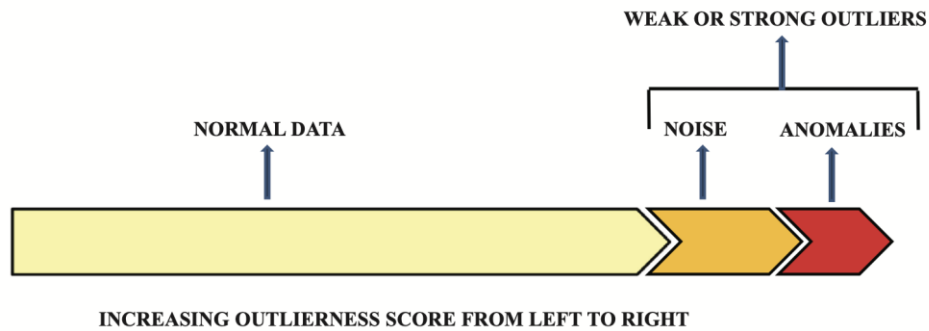 WEAK OR STRONG OUTLIERS
NORMAL DATA
NOISE
ANOMALIES
INCREASING OUTLIERNESS SCORE FROM LEFT TO RIGHT